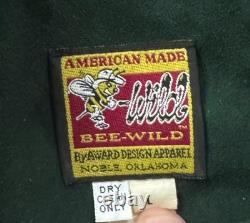 AMERICAN MADE
Wild
BEE-WILD
By AWARD DESIGN APPAREL
NOBLE, OKLAHOMA
DRY
CLEAN
ONLY
L